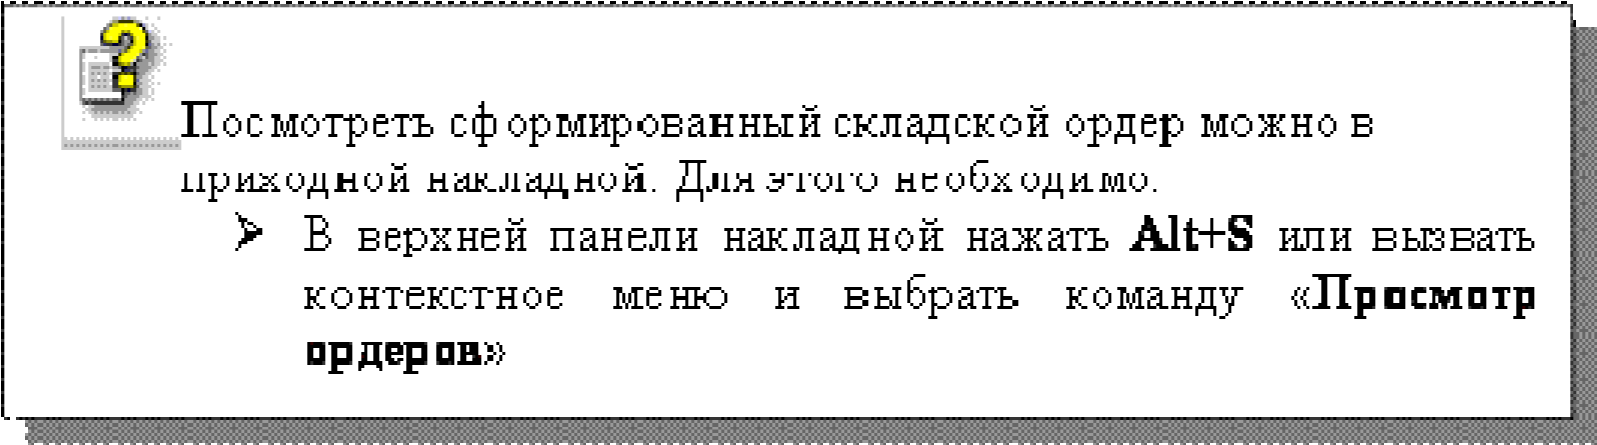 Посмотреть сформированный складской ордер можно в
приходной накладной. Для этого необходимо.
➢ В верхней панели накладной нажать Alt+S или вызвать
контекстное меню и выбрать команду «Просмотр
ордеров»